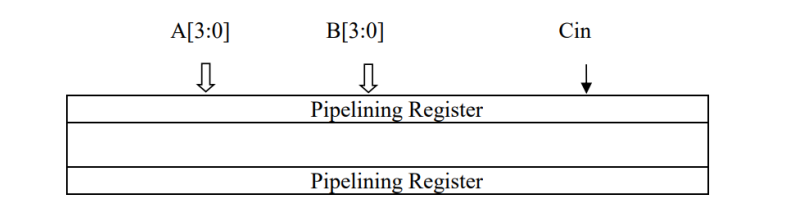 A[3:0] B[3:0] Cin
Pipelining Register
Pipelining Register